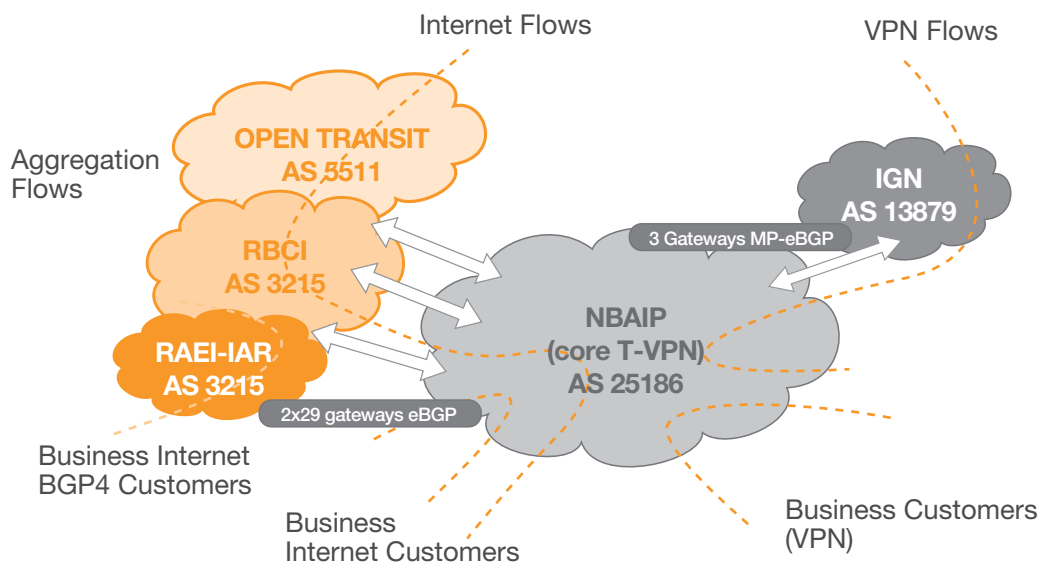 Internet Flows
VPN Flows
OPEN TRANSIT
AS 5511
Aggregation
Flows
IGN
AS 13879
RBCI
AS 3215
3 Gateways MP-eBGP
NBAIP
(core T-VPN)
AS 25186
RAEI-IAR
AS 3215
2x29 gateways eBGP
Business Internet
BGP4 Customers
Business
Internet Customers
Business Customers
(VPN)